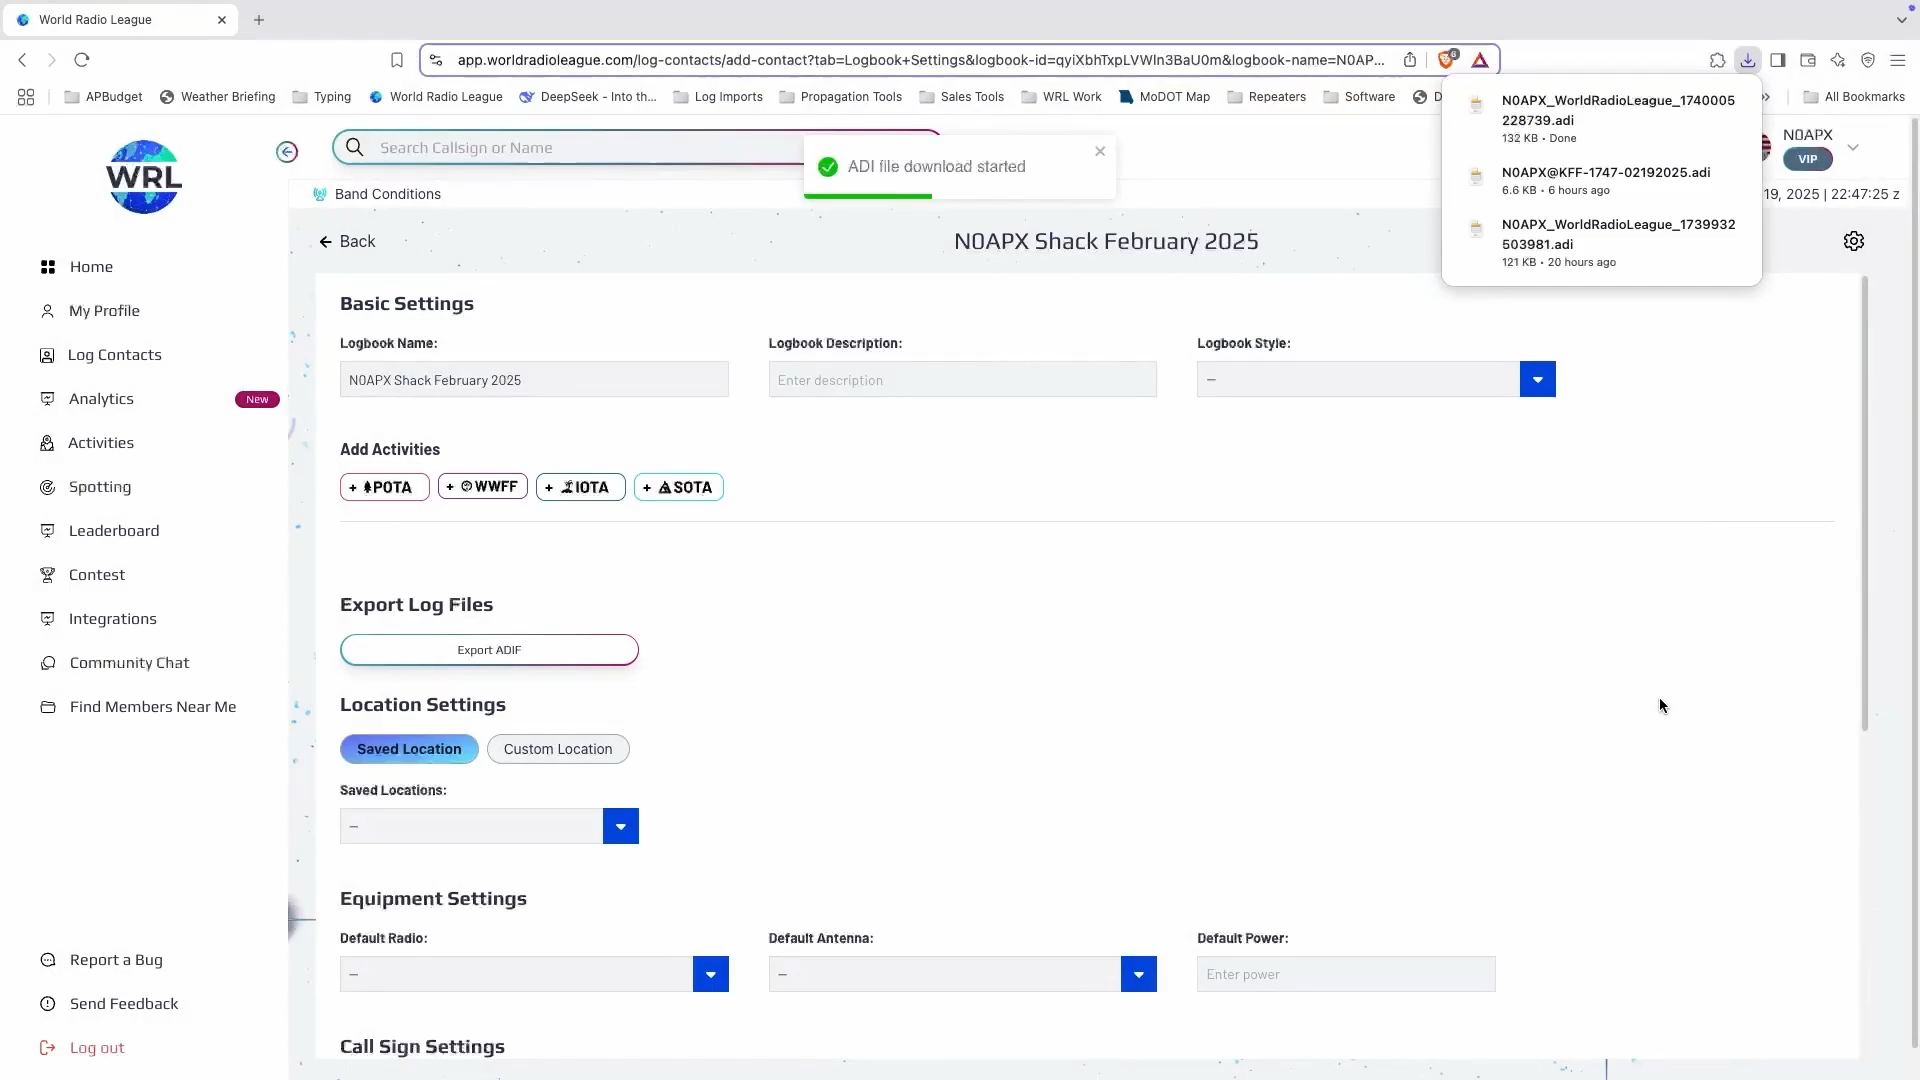 World Radio League
app.worldradioleague.com/log-contacts/add-contact?tab=Logbook+Settings&logbook-id=qyiXbhTxpLVWln3BaU0m&logbook-name=N0AP...
6
APBudget
Weather Briefing
Typing
World Radio League
DeepSeek - Into th...
Log Imports
Propagation Tools
Sales Tools
WRL Work
MoDOT Map
Repeaters
Software
D
»
All Bookmarks
N0APX_WorldRadioLeague_1740005
228739.adi
132 KB • Done
N0APX@KFF-1747-02192025.adi
6.6 KB • 6 hours ago
N0APX_WorldRadioLeague_1739932
503981.adi
121 KB • 20 hours ago
WRL
Search Callsign or Name
ADI file download started
N0APX
VIP
Band Conditions
19, 2025 | 22:47:25 z
Back
N0APX Shack February 2025
Home
My Profile
Log Contacts
Analytics
New
Activities
Spotting
Leaderboard
Contest
Integrations
Community Chat
Find Members Near Me
Report a Bug
Send Feedback
Log out
Basic Settings
Logbook Name:
Logbook Description:
Logbook Style:
N0APX Shack February 2025
Enter description
–
Add Activities
+ POTA
+ WWFF
+ IOTA
+ SOTA
Export Log Files
Export ADIF
Location Settings
Saved Location
Custom Location
Saved Locations:
–
Equipment Settings
Default Radio:
Default Antenna:
Default Power:
–
–
Enter power
Call Sign Settings